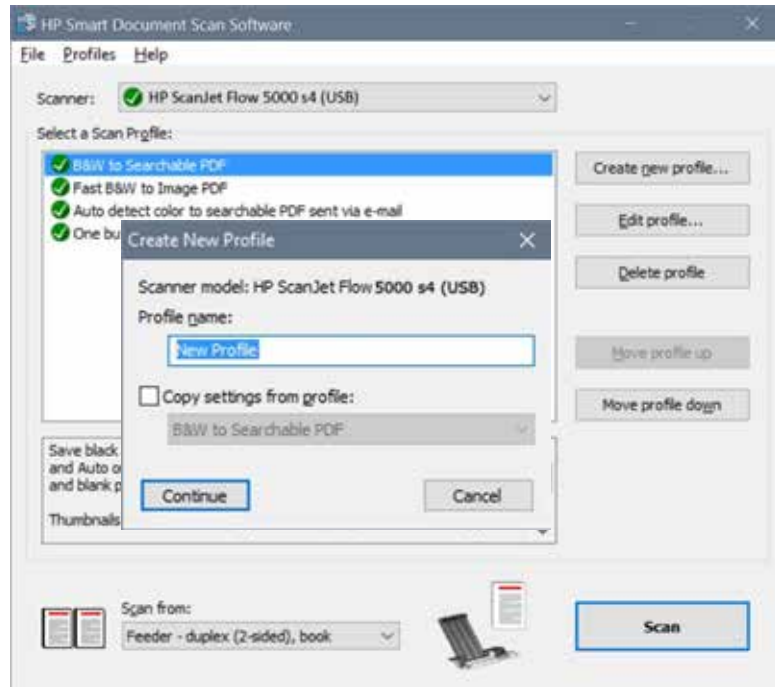 HP Smart Document Scan Software
File Profiles Help
Scanner: HP ScanJet Flow 5000 s4 (USB)
Select a Scan Profile:
B&W to Searchable PDF
Fast B&W to Image PDF
Auto detect color to searchable PDF sent via e-mail
One bu
Create new profile...
Edit profile...
Delete profile
Move profile up
Move profile down
Create New Profile
Scanner model: HP ScanJet Flow 5000 s4 (USB)
Profile name:
New Profile
Copy settings from profile:
B&W to Searchable PDF
Continue Cancel
Save black
and Auto o
and blank p
Thumbnails
Scan from:
Feeder - duplex (2-sided), book
Scan